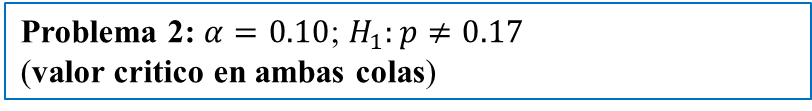 Problema 2: α = 0.10; H₁: p ≠ 0.17
(valor critico en ambas colas)